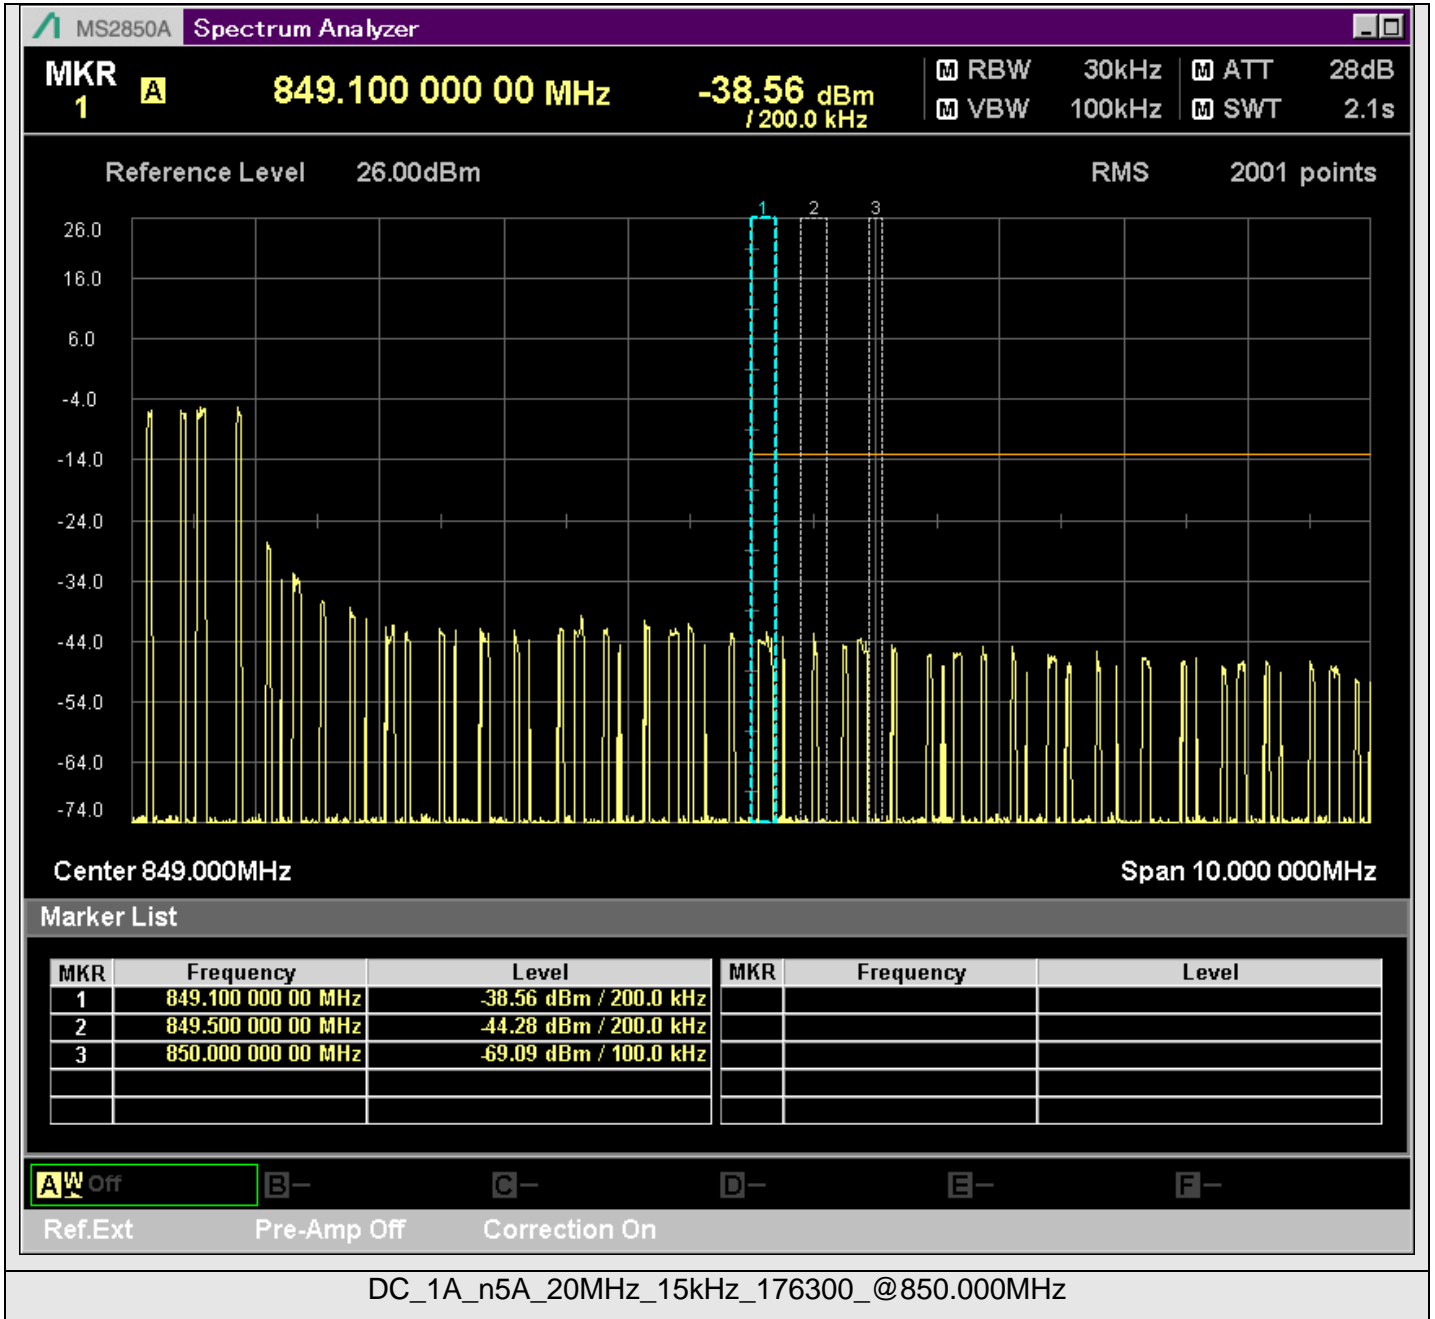 MS2850A Spectrum Analyzer
MKR 1 A 849.100 000 00 MHz -38.56 dBm / 200.0 kHz
M RBW 30kHz M ATT 28dB
M VBW 100kHz M SWT 2.1s
Reference Level 26.00dBm RMS 2001 points
1 2 3
26.0
16.0
6.0
-4.0
-14.0
-24.0
-34.0
-44.0
-54.0
-64.0
-74.0
Center 849.000MHz Span 10.000 000MHz
Marker List
MKR Frequency Level MKR Frequency Level
1 849.100 000 00 MHz -38.56 dBm / 200.0 kHz
2 849.500 000 00 MHz -44.28 dBm / 200.0 kHz
3 850.000 000 00 MHz -69.09 dBm / 100.0 kHz
A W Off B- C- D- E- F-
Ref.Ext Pre-Amp Off Correction On
DC_1A_n5A_20MHz_15kHz_176300_@850.000MHz